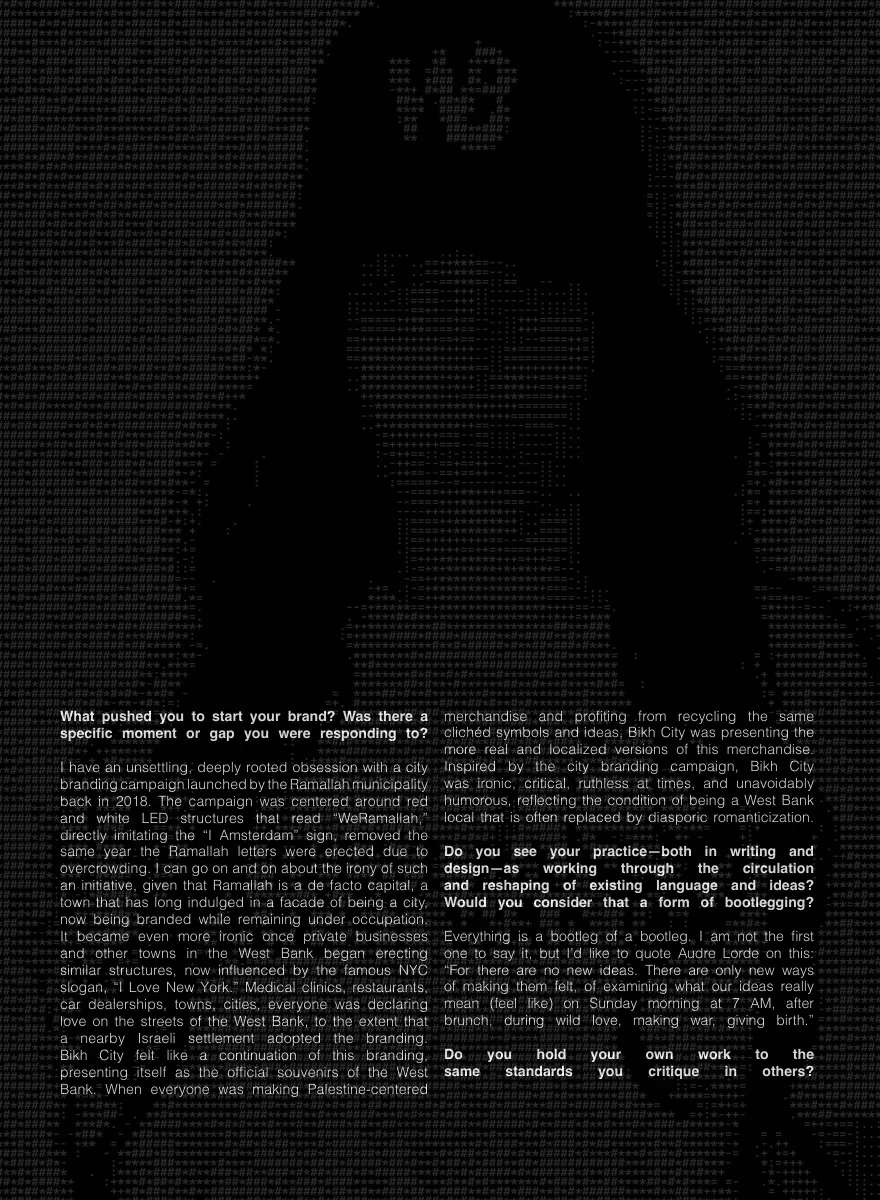 WB
What pushed you to start your brand? Was there a
specific moment or gap you were responding to?
I have an unsettling, deeply rooted obsession with a city
branding campaign launched by the Ramallah municipality
back in 2018. The campaign was centered around red
and white LED structures that read “WeRamallah,”
directly imitating the “I Amsterdam” sign, removed the
same year the Ramallah letters were erected due to
overcrowding. I can go on and on about the irony of such
an initiative, given that Ramallah is a de facto capital, a
town that has long indulged in a facade of being a city,
now being branded while remaining under occupation.
It became even more ironic once private businesses
and other towns in the West Bank began erecting
similar structures, now influenced by the famous NYC
slogan, “I Love New York.” Medical clinics, restaurants,
car dealerships, towns, cities, everyone was declaring
love on the streets of the West Bank, to the extent that
a nearby Israeli settlement adopted the branding.
Bikh City felt like a continuation of this branding,
presenting itself as the official souvenirs of the West
Bank. When everyone was making Palestine-centered
merchandise and profiting from recycling the same
clichéd symbols and ideas, Bikh City was presenting the
more real and localized versions of this merchandise.
Inspired by the city branding campaign, Bikh City
was ironic, critical, ruthless at times, and unavoidably
humorous, reflecting the condition of being a West Bank
local that is often replaced by diasporic romanticization.
Do you see your practice—both in writing and
design—as working through the circulation
and reshaping of existing language and ideas?
Would you consider that a form of bootlegging?
Everything is a bootleg of a bootleg. I am not the first
one to say it, but I’d like to quote Audre Lorde on this:
“For there are no new ideas. There are only new ways
of making them felt, of examining what our ideas really
mean (feel like) on Sunday morning at 7 AM, after
brunch, during wild love, making war, giving birth.”
Do you hold your own work to the
same standards you critique in others?